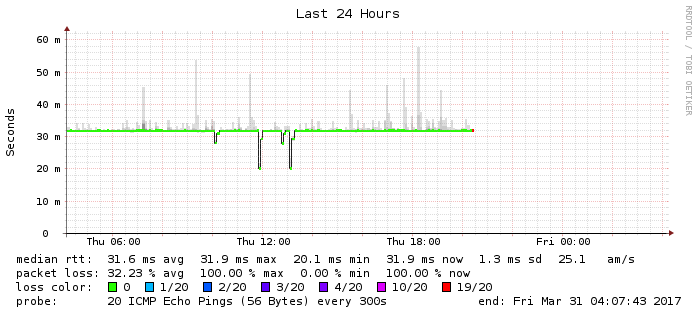 Last 24 Hours
RRDTOOL / TOBI OETIKER
Seconds
60 m
50 m
40 m
30 m
20 m
10 m
0
Thu 06:00 Thu 12:00 Thu 18:00 Fri 00:00
median rtt: 31.6 ms avg 31.9 ms max 20.1 ms min 31.9 ms now 1.3 ms sd 25.1 am/s
packet loss: 32.23 % avg 100.00 % max 0.00 % min 100.00 % now
loss color: 0 1/20 2/20 3/20 4/20 10/20 19/20
probe: 20 ICMP Echo Pings (56 Bytes) every 300s end: Fri Mar 31 04:07:43 2017